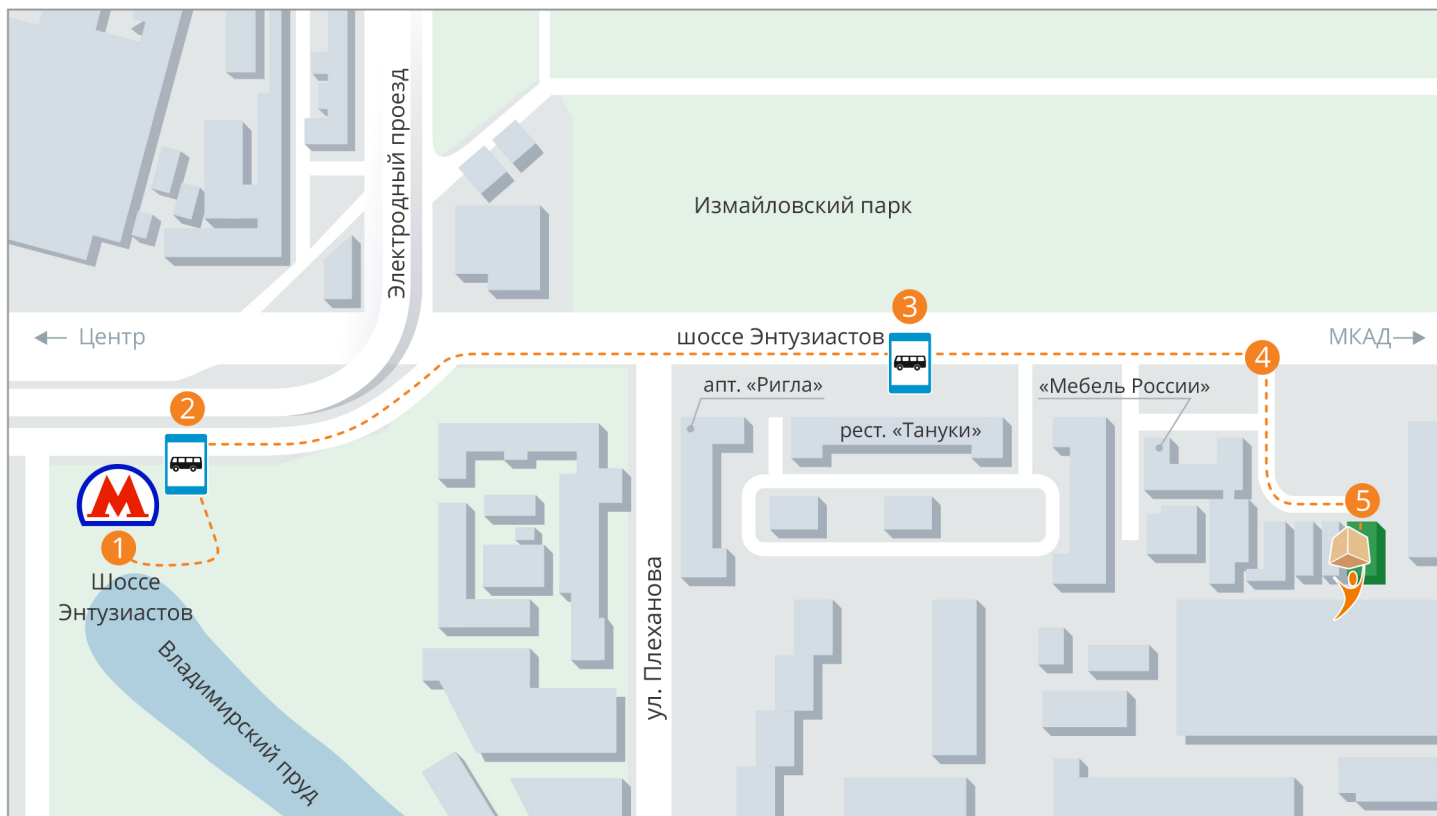 Электродный проезд
Измайловский парк
3
← Центр
шоссе Энтузиастов
МКАД→
4
2
апт. «Ригла»
«Мебель России»
рест. «Тануки»
М
5
1
Шоссе
Энтузиастов
ул. Плеханова
Владимирский пруд